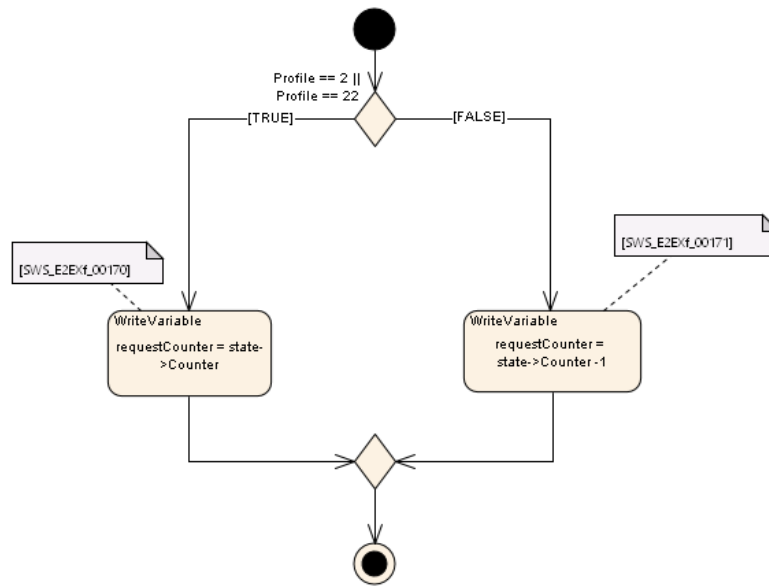 Profile == 2 ||
Profile == 22
[TRUE]
[FALSE]
[SWS_E2EXf_00170]
[SWS_E2EXf_00171]
WriteVariable
requestCounter = state-
>Counter
WriteVariable
requestCounter =
state->Counter -1